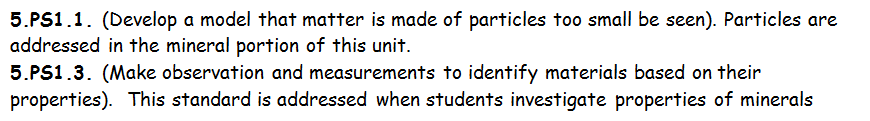 5.PS1.1. (Develop a model that matter is made of particles too small be seen). Particles are
addressed in the mineral portion of this unit.
5.PS1.3. (Make observation and measurements to identify materials based on their
properties). This standard is addressed when students investigate properties of minerals